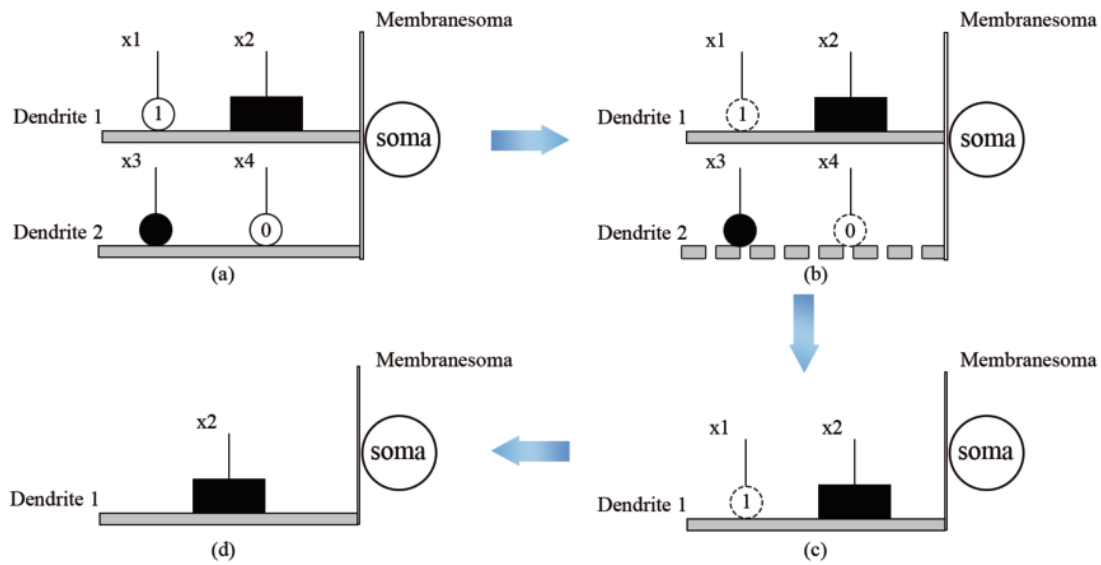 Membranesoma
x1
x2
1
Dendrite 1
soma
x3
x4
0
Dendrite 2
(a)
Membranesoma
x1
x2
1
Dendrite 1
soma
x3
x4
0
Dendrite 2
(b)
Membranesoma
x2
soma
Dendrite 1
(d)
Membranesoma
x1
x2
soma
1
Dendrite 1
(c)